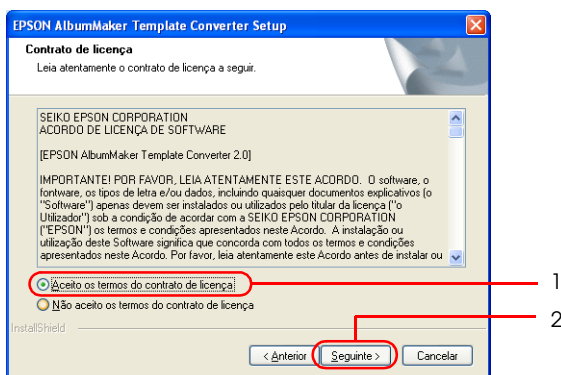 EPSON AlbumMaker Template Converter Setup
Contrato de licença
Leia atentamente o contrato de licença a seguir.
SEIKO EPSON CORPORATION
ACORDO DE LICENÇA DE SOFTWARE
[EPSON AlbumMaker Template Converter 2.0]
IMPORTANTE! POR FAVOR, LEIA ATENTAMENTE ESTE ACORDO. O software, o
fontware, os tipos de letra e/ou dados, incluindo quaisquer documentos explicativos (o
"Software") apenas devem ser instalados ou utilizados pelo titular da licença ("o
Utilizador") sob a condição de acordar com a SEIKO EPSON CORPORATION
("EPSON") os termos e condições apresentados neste Acordo. A instalação ou
utilização deste Software significa que concorda com todos os termos e condições
apresentados neste Acordo. Por favor, leia atentamente este Acordo antes de instalar ou
Aceito os termos do contrato de licença
1
Não aceito os termos do contrato de licença
2
InstallShield
< Anterior
Seguinte >
Cancelar